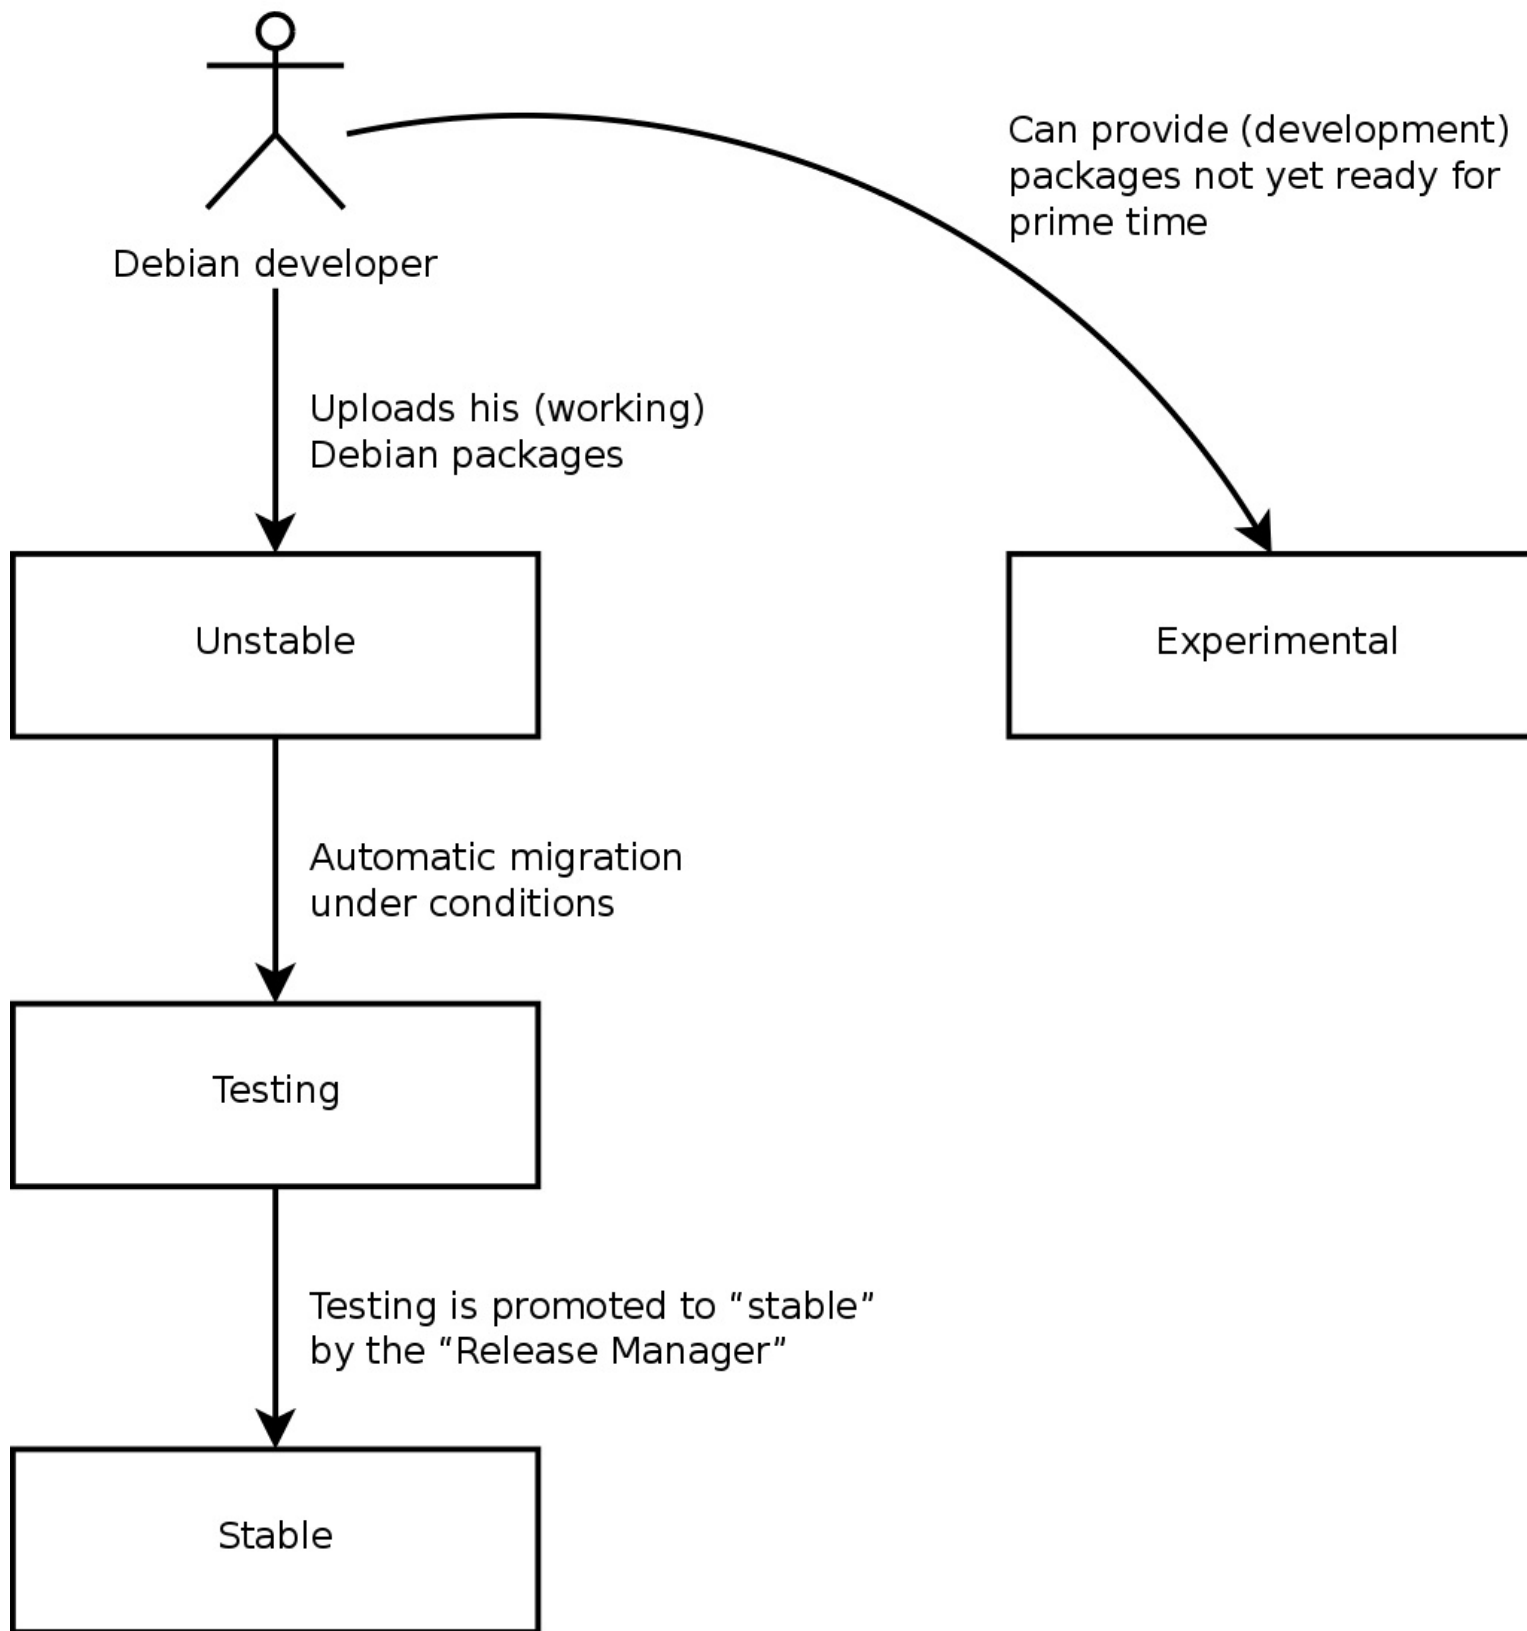 Can provide (development)
packages not yet ready for
prime time
Debian developer
Uploads his (working)
Debian packages
Unstable
Experimental
Automatic migration
under conditions
Testing
Testing is promoted to “stable”
by the “Release Manager”
Stable